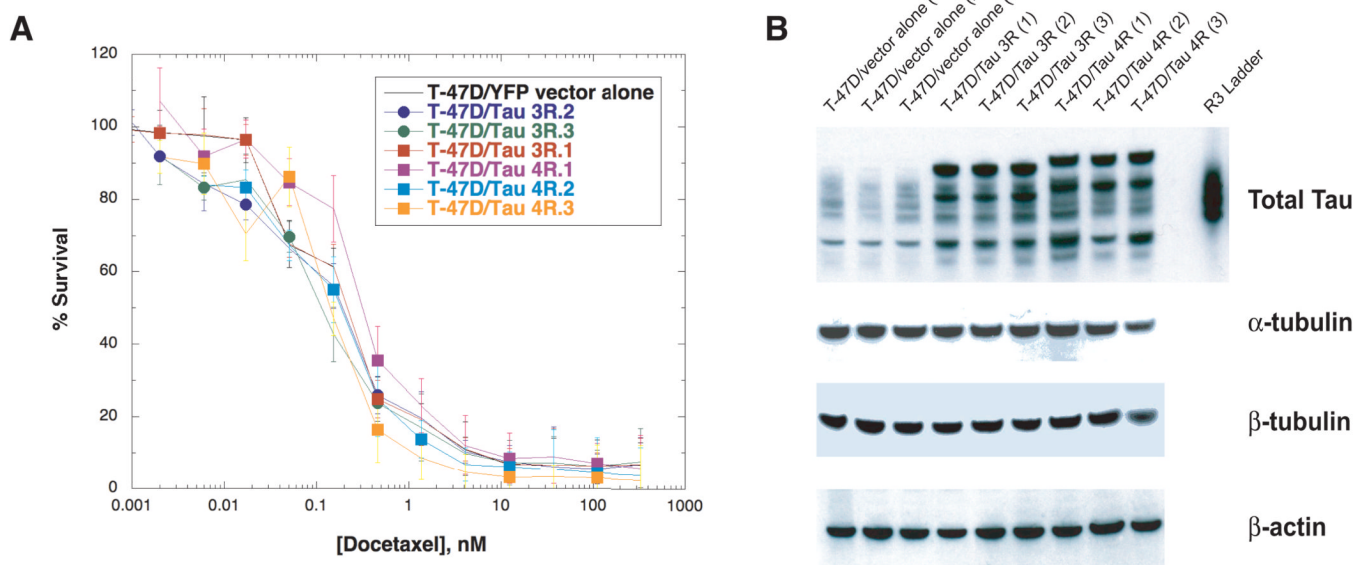 A
120
100
80
60
40
20
0
% Survival
0.001 0.01 0.1 1 10 100 1000
[Docetaxel], nM
T-47D/YFP vector alone
T-47D/Tau 3R.2
T-47D/Tau 3R.3
T-47D/Tau 3R.1
T-47D/Tau 4R.1
T-47D/Tau 4R.2
T-47D/Tau 4R.3
B
T-47D/vector alone (
T-47D/vector alone (
T-47D/vector alone (
T-47D/Tau 3R (1)
T-47D/Tau 3R (2)
T-47D/Tau 3R (3)
T-47D/Tau 4R (1)
T-47D/Tau 4R (2)
T-47D/Tau 4R (3)
R3 Ladder
Total Tau
α-tubulin
β-tubulin
β-actin